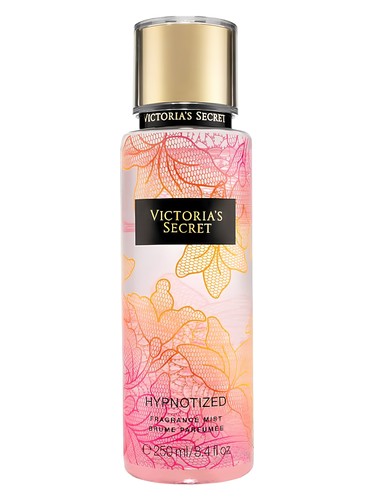 VICTORIA'S SECRET
VICTORIA'S
SECRET
HYPNOTIZED
FRAGRANCE MIST
BRUME PARFUMÉE
℮ 250 ml/8.4 fl oz